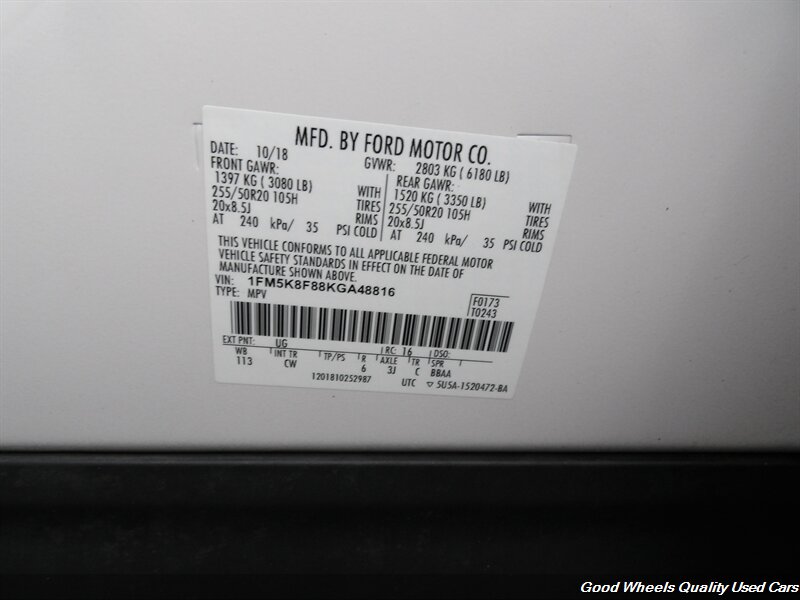 MFD. BY FORD MOTOR CO.
DATE: 10/18 GVWR: 2803 KG ( 6180 LB)
FRONT GAWR: REAR GAWR:
1397 KG ( 3080 LB) WITH 1520 KG ( 3350 LB) WITH
255/50R20 105H TIRES 255/50R20 105H TIRES
20x8.5J RIMS 20x8.5J RIMS
AT 240 kPa/ 35 PSI COLD AT 240 kPa/ 35 PSI COLD
THIS VEHICLE CONFORMS TO ALL APPLICABLE FEDERAL MOTOR
VEHICLE SAFETY STANDARDS IN EFFECT ON THE DATE OF
MANUFACTURE SHOWN ABOVE.
VIN: 1FM5K8F88KGA48816
TYPE: MPV F0173
T0243
EXT PNT: UG RC: 16 DSO:
WB INT TR TP/PS R AXLE TR SPR
113 CW 6 3J C BBAA
1201810252987 UTC ▽ 5U5A-1520472-BA
Good Wheels Quality Used Cars